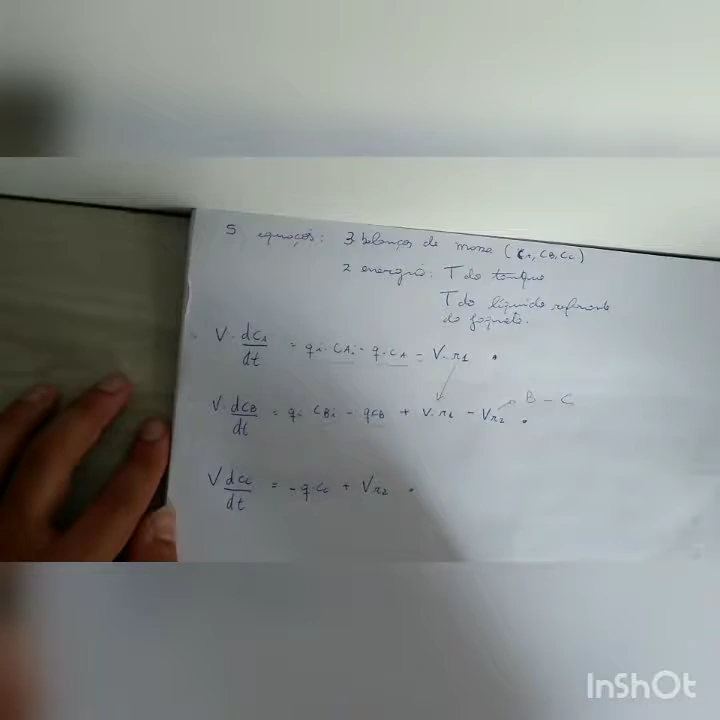 5 equações: 3 balanços de massa (CA, CB, CC)
2 energia: T do tanque
T do líquido refrigerante
da jaqueta.
V · dCA/dt = qi · CAi - q · CA - V · r1
V · dCB/dt = qi CBi - qCB + V · r1 - Vr2 → B - C
V dCC/dt = -q · CC + Vr2
InShOt